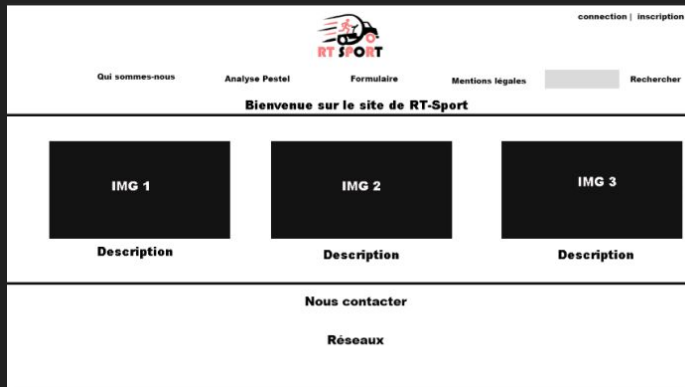 connection | inscription
RT SPORT
Qui sommes-nous
Analyse Pestel
Formulaire
Mentions légales
Rechercher
Bienvenue sur le site de RT-Sport
IMG 1
IMG 2
IMG 3
Description
Description
Description
Nous contacter
Réseaux